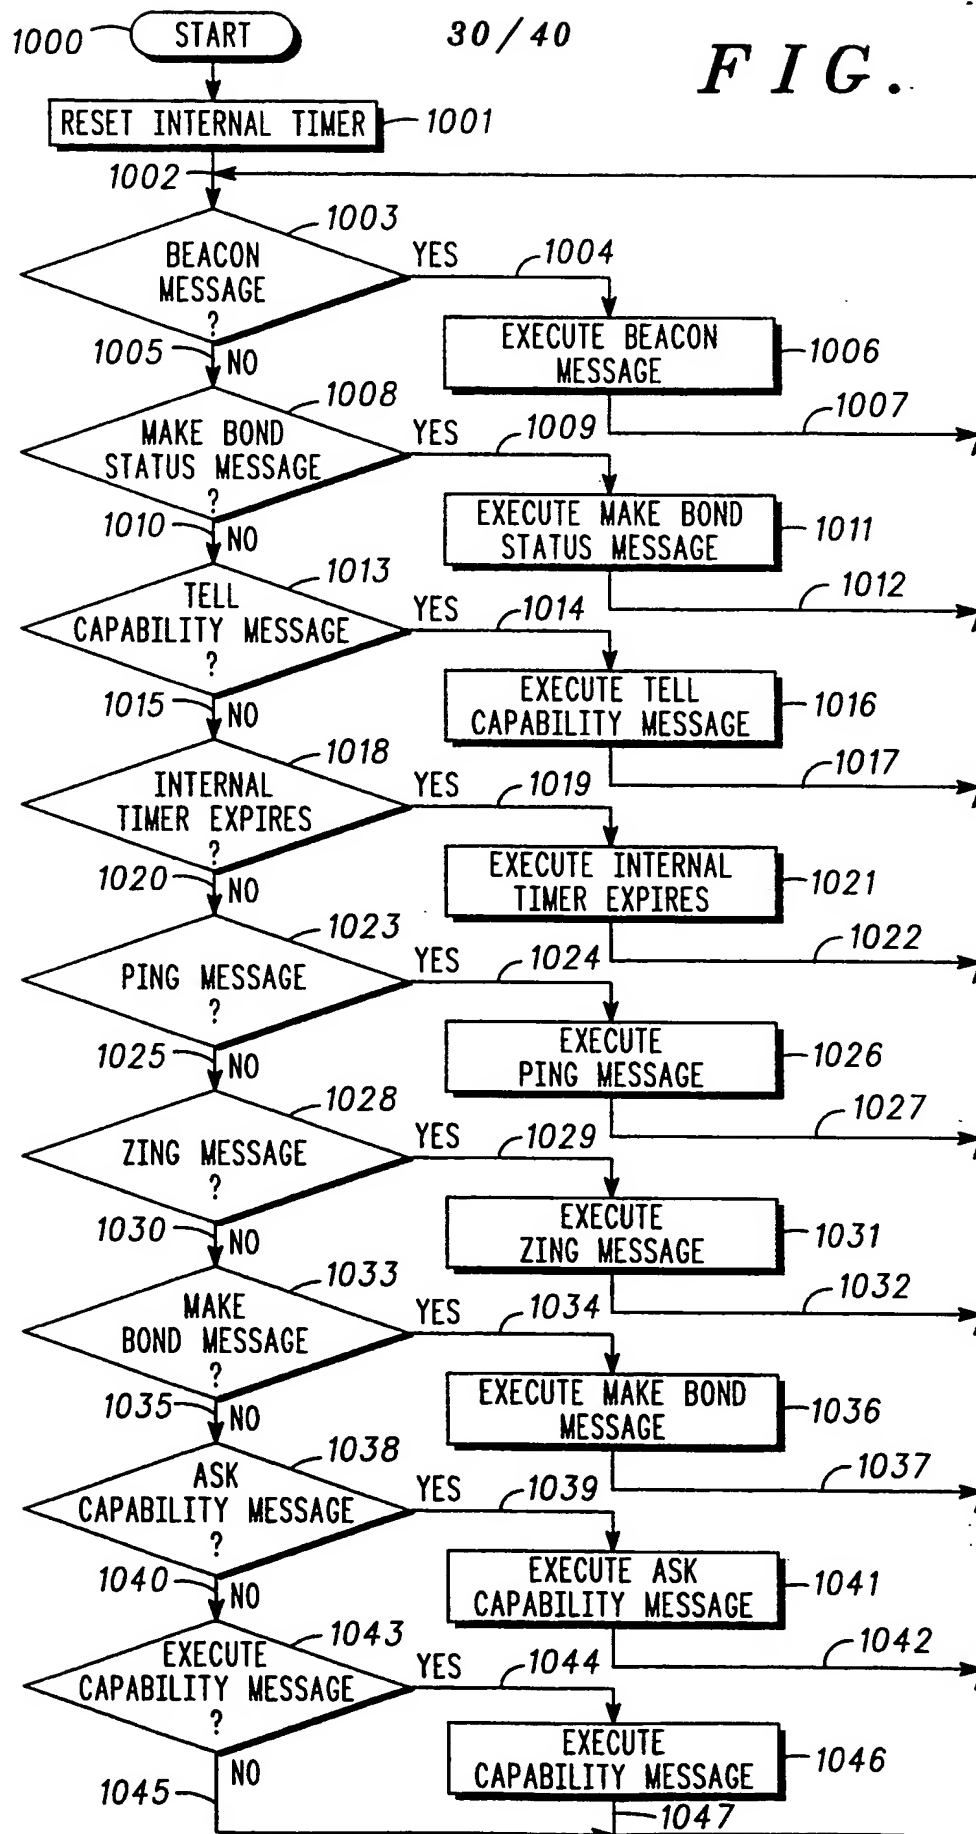 1000 START 30/40 FIG.
RESET INTERNAL TIMER 1001
1002
1003
BEACON
MESSAGE
?
YES 1004
1005 NO
EXECUTE BEACON
MESSAGE
1006
1007
1008
MAKE BOND
STATUS MESSAGE
?
YES 1009
1010 NO
EXECUTE MAKE BOND
STATUS MESSAGE
1011
1012
1013
TELL
CAPABILITY MESSAGE
?
YES 1014
1015 NO
EXECUTE TELL
CAPABILITY MESSAGE
1016
1017
1018
INTERNAL
TIMER EXPIRES
?
YES 1019
1020 NO
EXECUTE INTERNAL
TIMER EXPIRES
1021
1022
1023
PING MESSAGE
?
YES 1024
1025 NO
EXECUTE
PING MESSAGE
1026
1027
1028
ZING MESSAGE
?
YES 1029
1030 NO
EXECUTE
ZING MESSAGE
1031
1032
1033
MAKE
BOND MESSAGE
?
YES 1034
1035 NO
EXECUTE MAKE BOND
MESSAGE
1036
1037
1038
ASK
CAPABILITY MESSAGE
?
YES 1039
1040 NO
EXECUTE ASK
CAPABILITY MESSAGE
1041
1042
1043
EXECUTE
CAPABILITY MESSAGE
?
YES 1044
NO
1045
EXECUTE
CAPABILITY MESSAGE
1046
1047